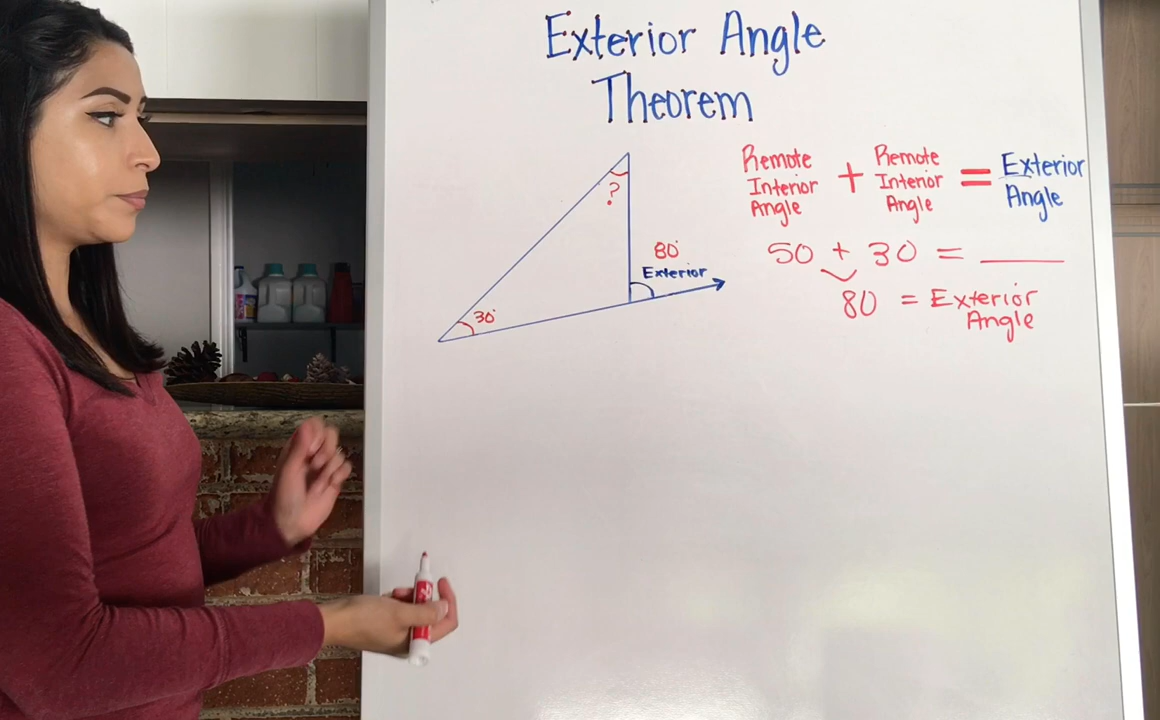 Exterior Angle
Theorem
?
30°
80°
Exterior
Remote
Interior
Angle
+
Remote
Interior
Angle
=
Exterior
Angle
50 + 30 = ____
80 = Exterior
Angle